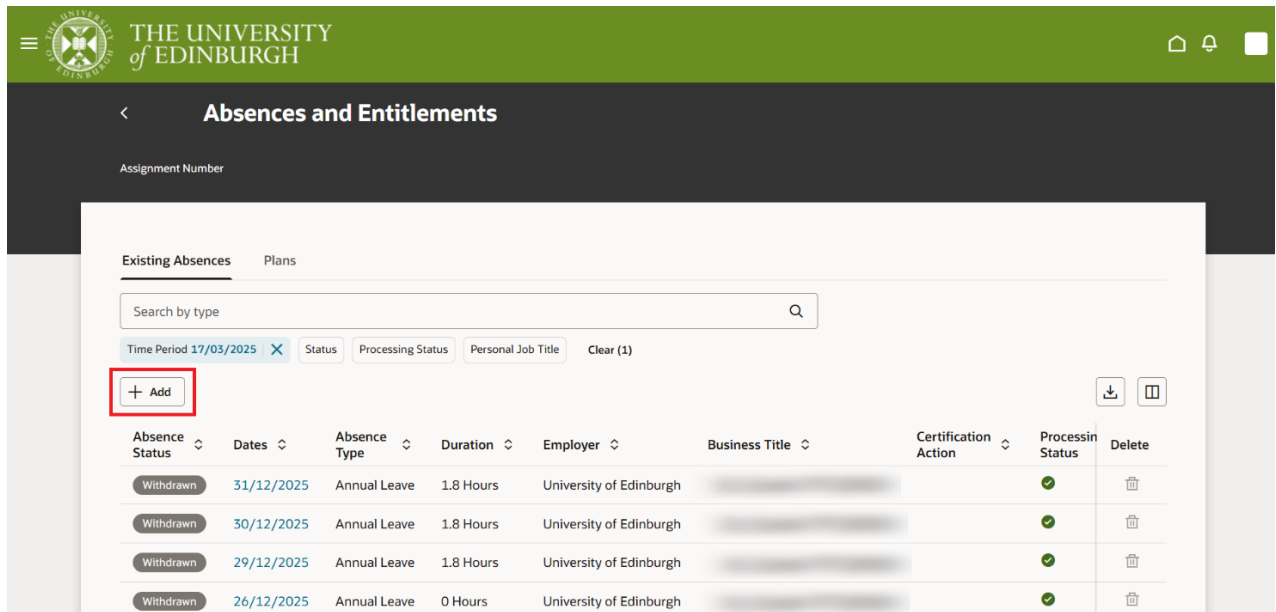 THE UNIVERSITY
of EDINBURGH
THE UNIVERSITY OF EDINBURGH
Absences and Entitlements
Assignment Number
Existing Absences Plans
Search by type
Time Period 17/03/2025 Status Processing Status Personal Job Title Clear (1)
+ Add
Absence Status Dates Absence Type Duration Employer Business Title Certification Action Processin Status Delete
Withdrawn 31/12/2025 Annual Leave 1.8 Hours University of Edinburgh
Withdrawn 30/12/2025 Annual Leave 1.8 Hours University of Edinburgh
Withdrawn 29/12/2025 Annual Leave 1.8 Hours University of Edinburgh
Withdrawn 26/12/2025 Annual Leave 0 Hours University of Edinburgh